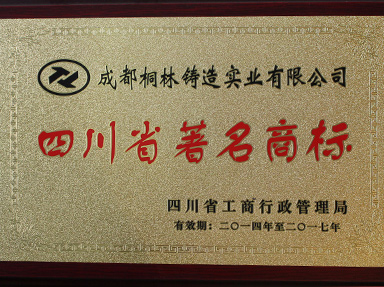 成都桐林铸造实业有限公司
四川省著名商标
四川省工商行政管理局
有效期：二〇一四年至二〇一七年